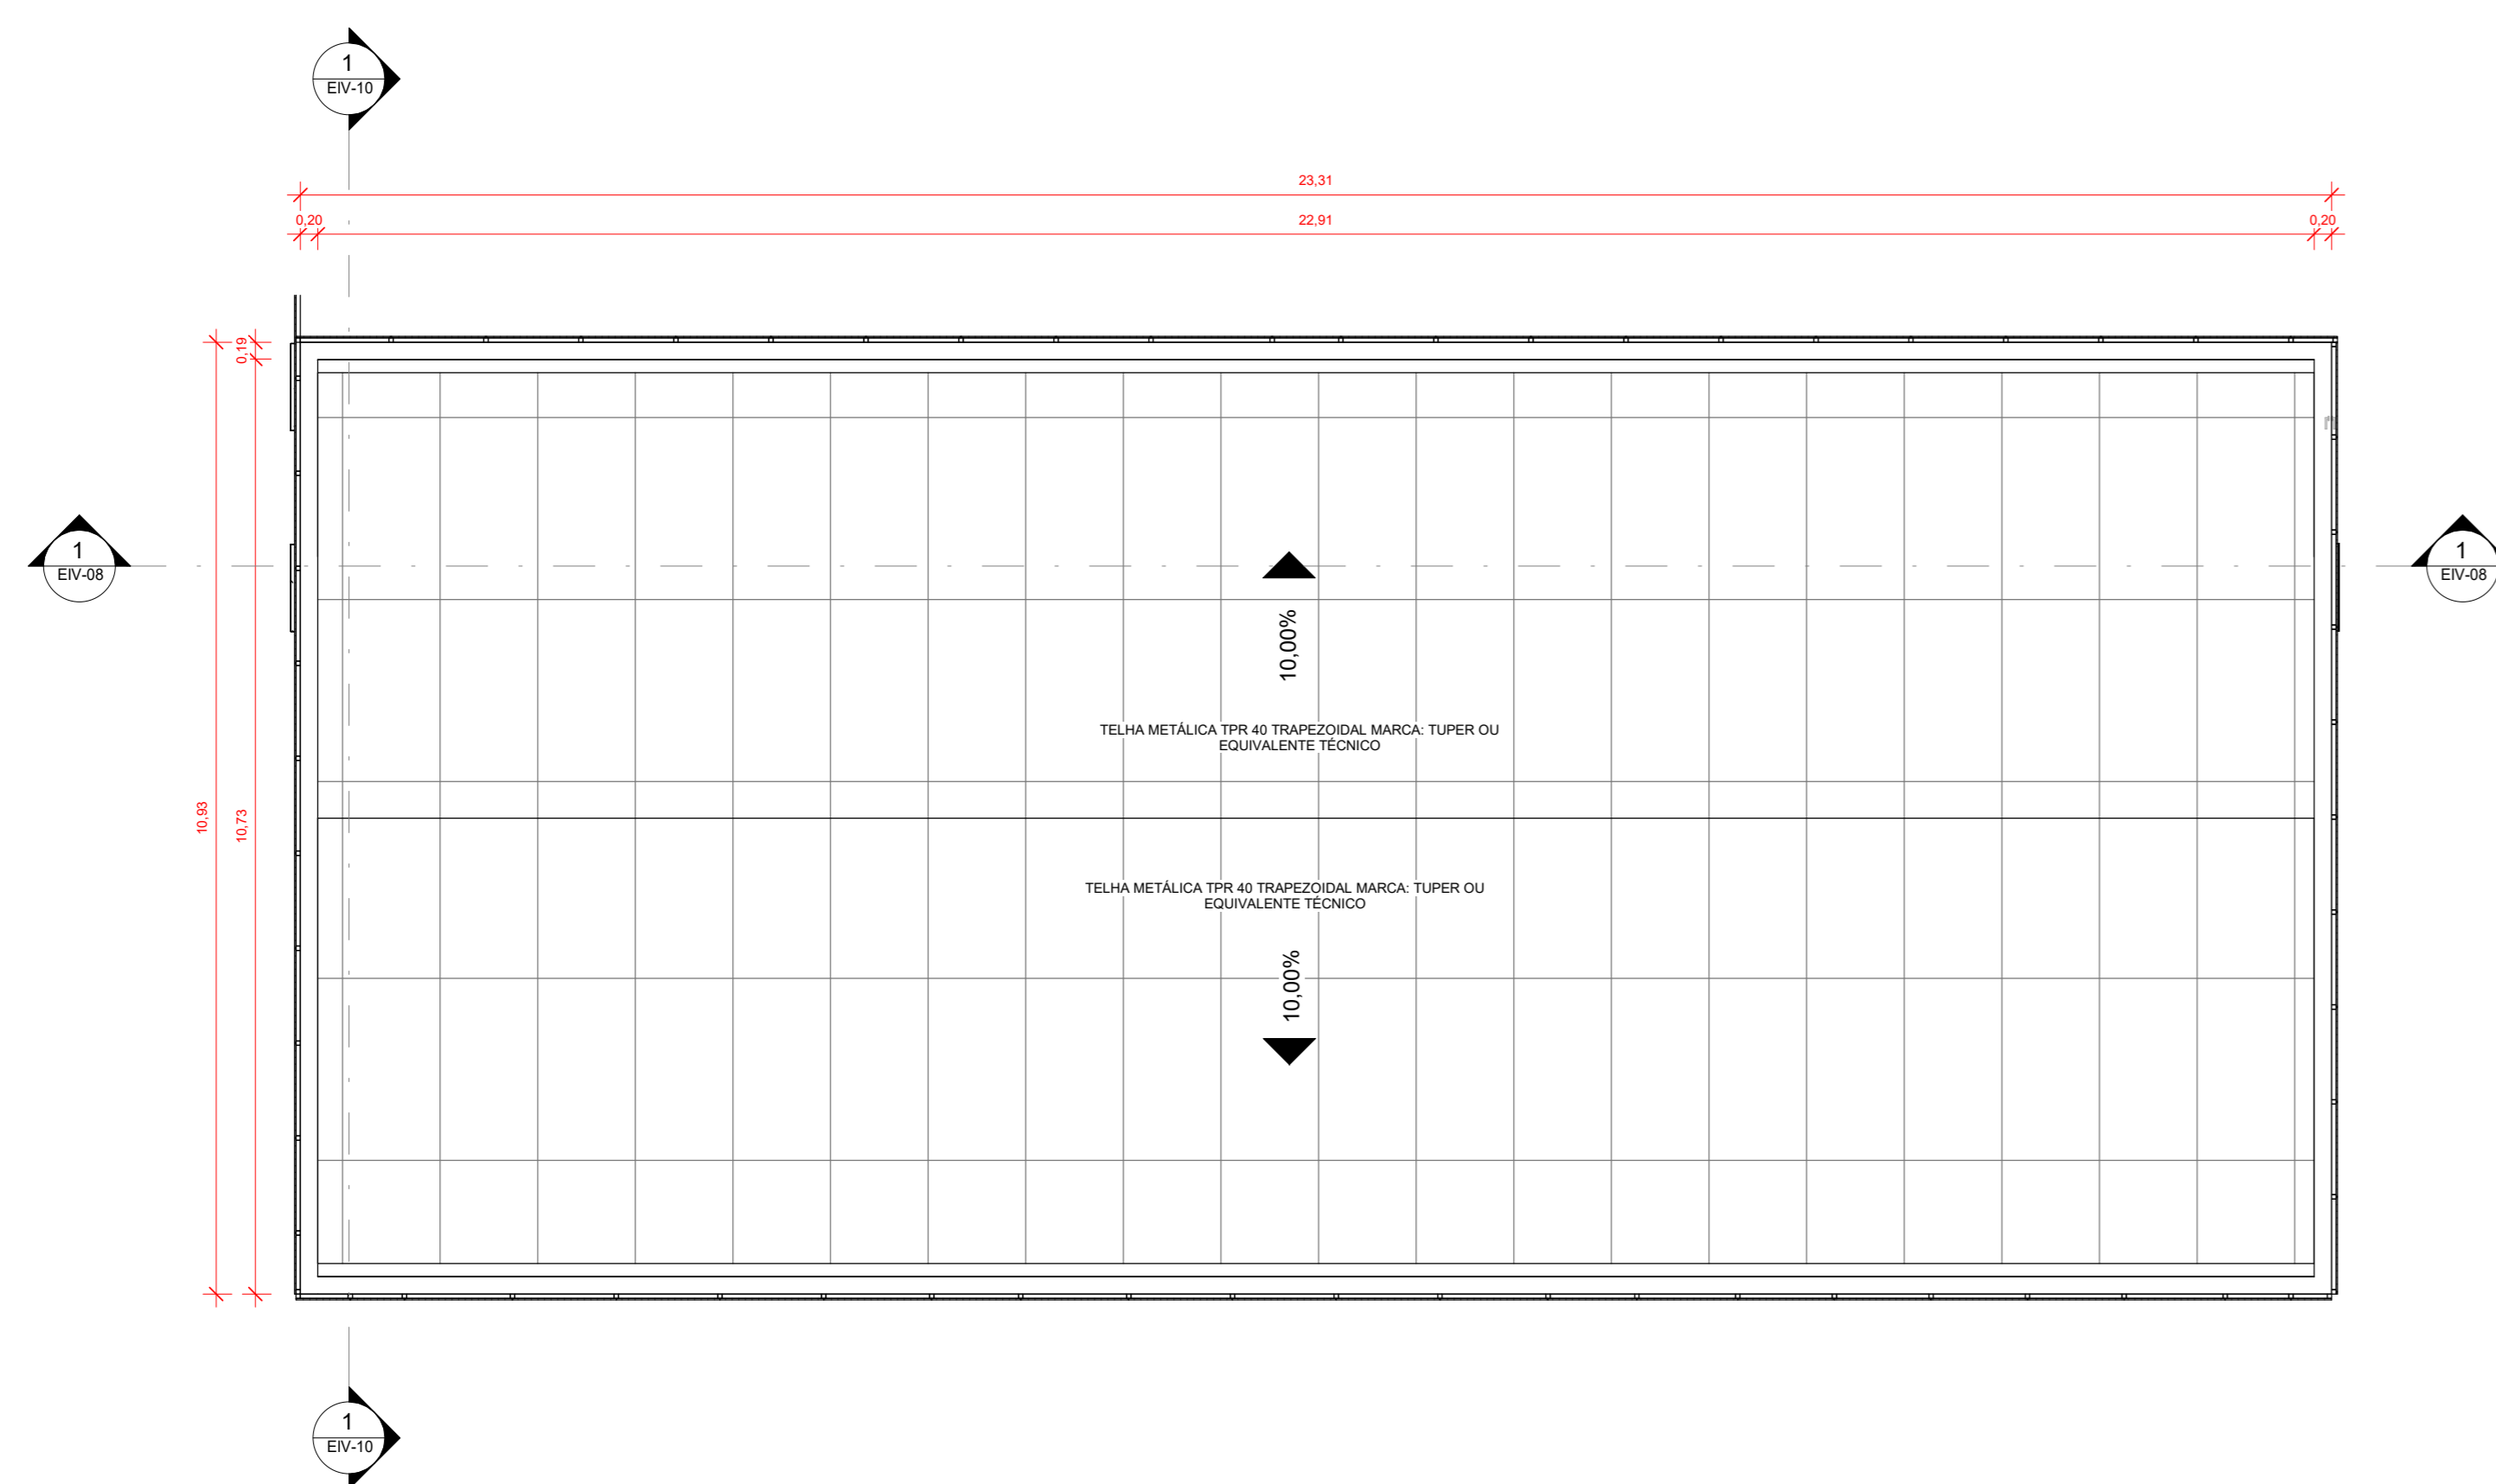 1
EIV-10
23,31
0,20
22,91
0,20
0,19
1
EIV-08
1
EIV-08
10,00%
TELHA METÁLICA TPR 40 TRAPEZOIDAL MARCA: TUPER OU
EQUIVALENTE TÉCNICO
10,93
10,73
TELHA METÁLICA TPR 40 TRAPEZOIDAL MARCA: TUPER OU
EQUIVALENTE TÉCNICO
10,00%
1
EIV-10